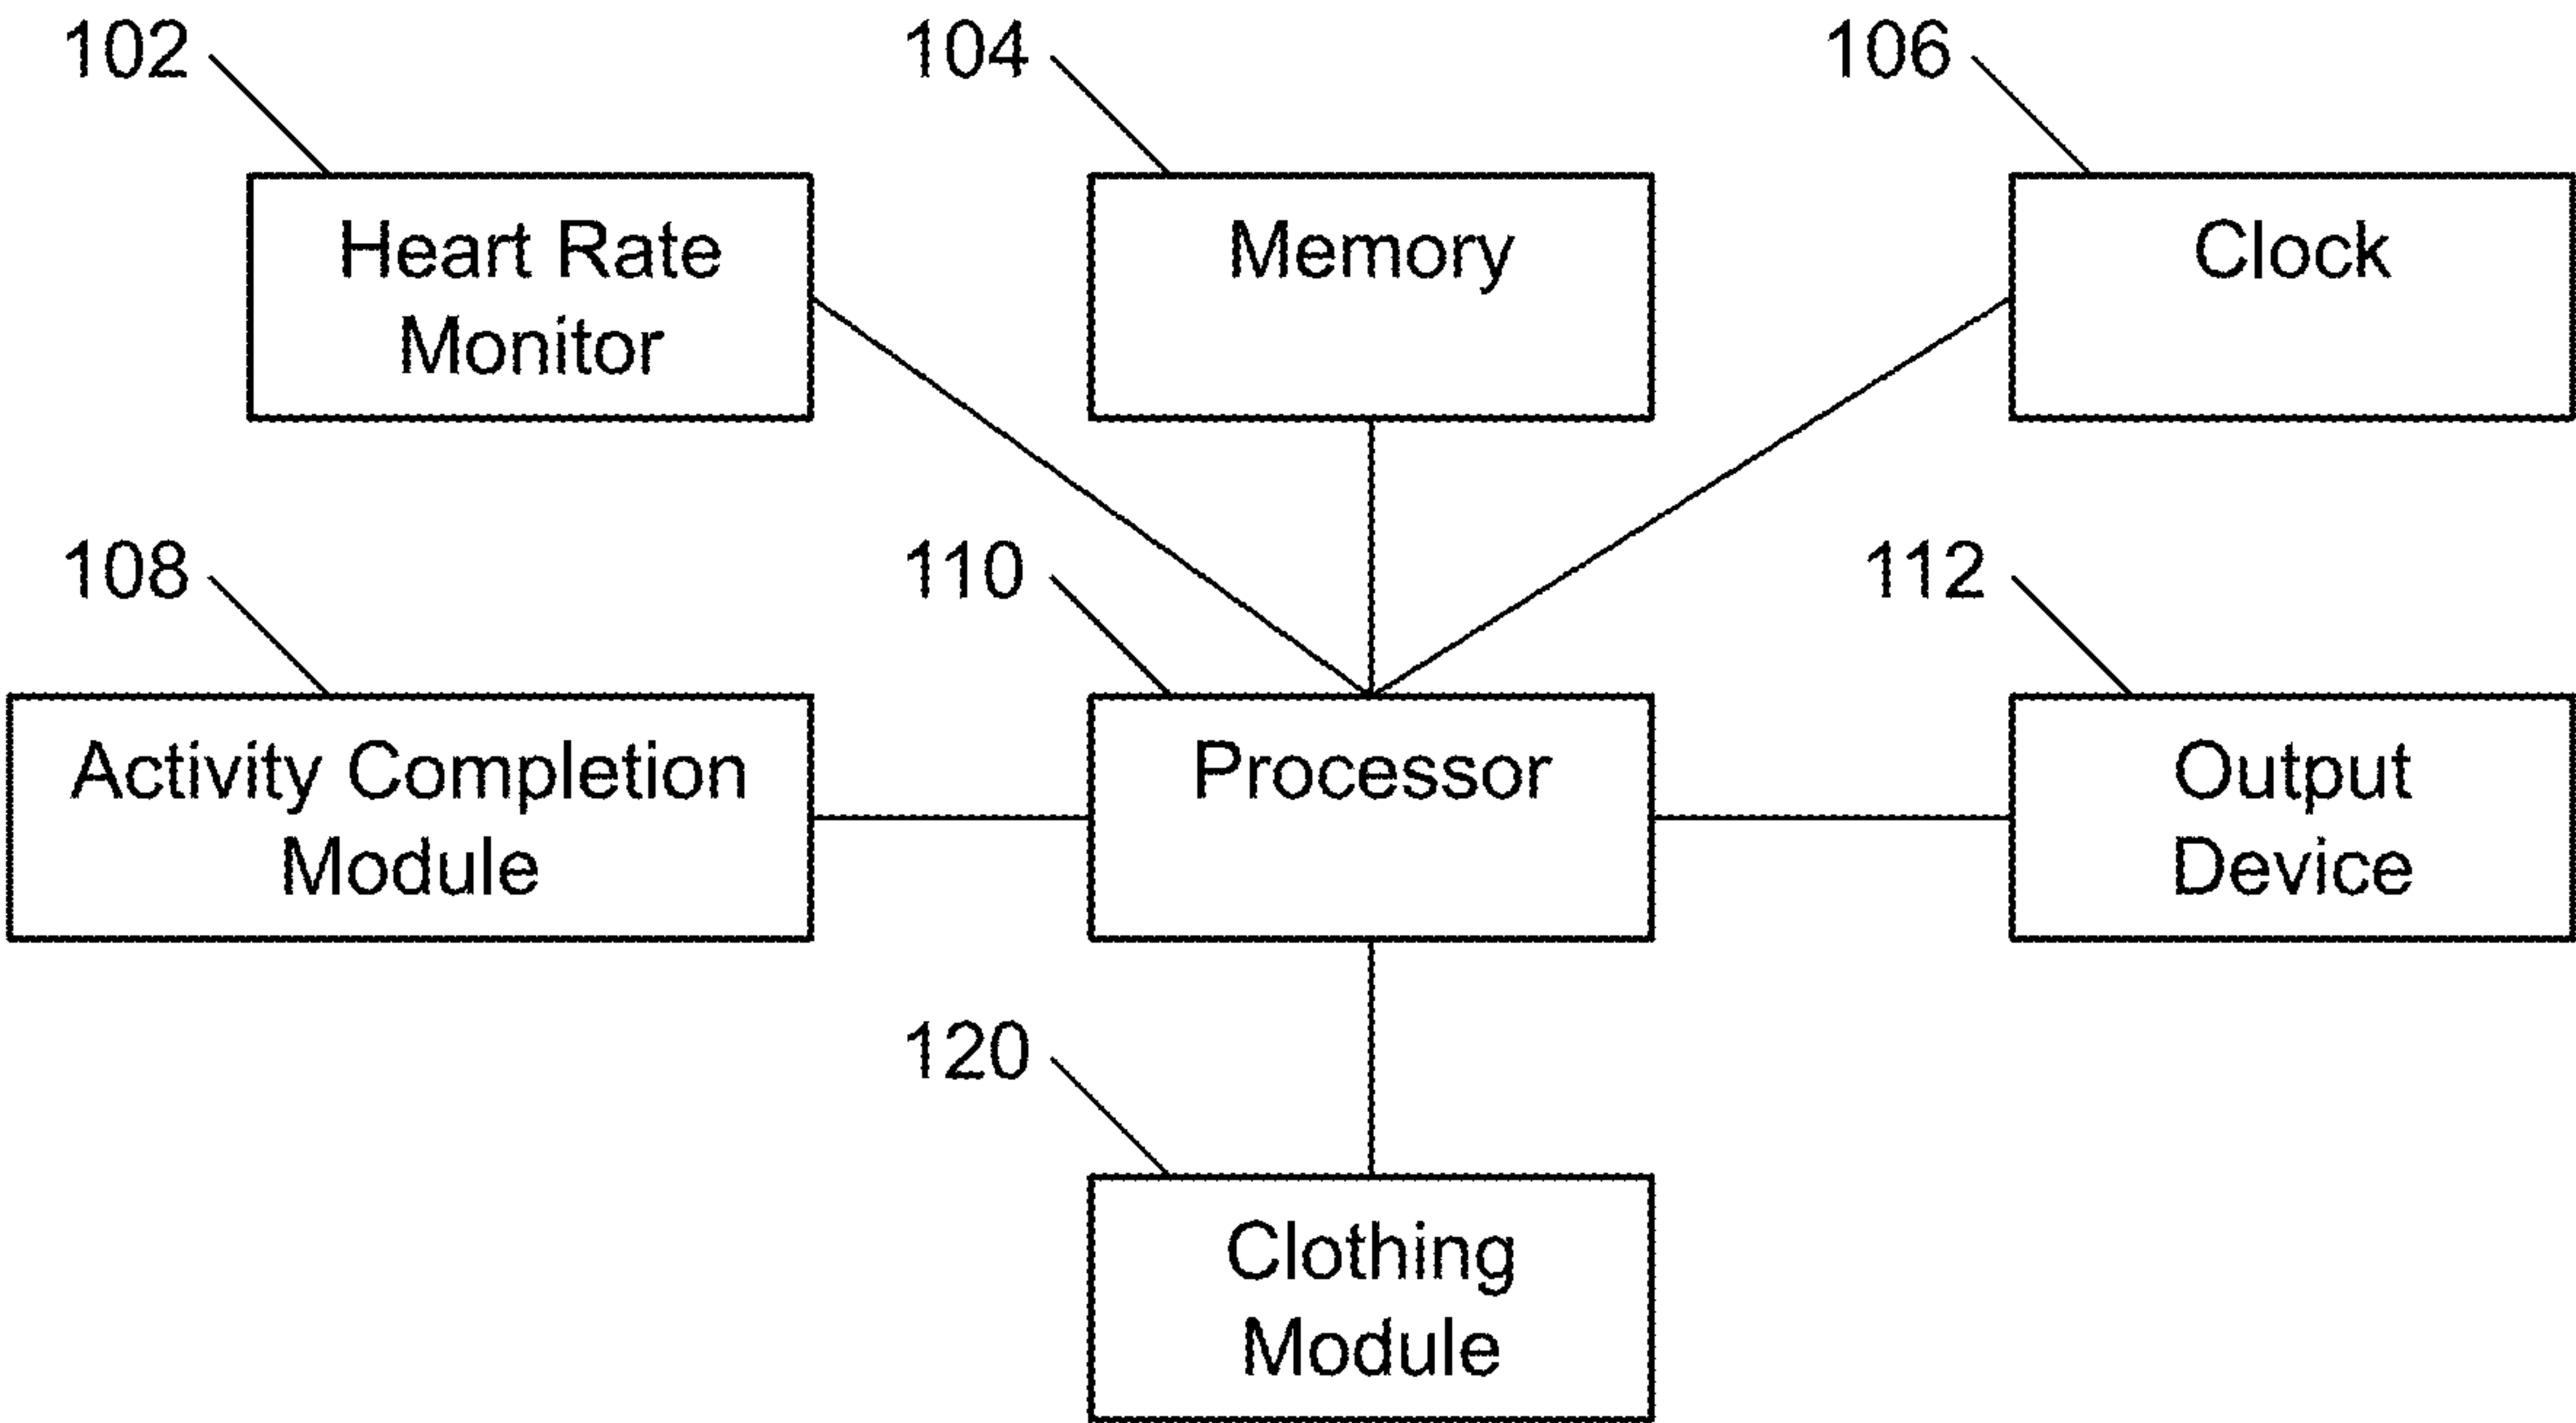 102
104
106
Heart Rate
Monitor
Memory
Clock
108
110
112
Activity Completion
Module
Processor
Output
Device
120
Clothing
Module